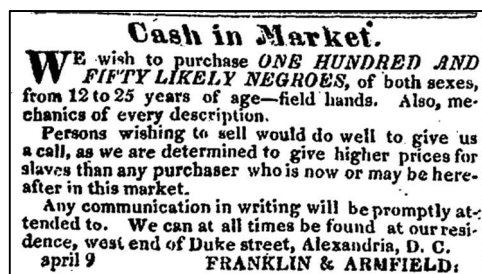 Cash in Market.
WE wish to purchase ONE HUNDRED AND
FIFTY LIKELY NEGROES, of both sexes,
from 12 to 25 years of age—field hands. Also, me-
chanics of every description.
Persons wishing to sell would do well to give us
a call, as we are determined to give higher prices for
slaves than any purchaser who is now or may be here-
after in this market.
Any communication in writing will be promptly at-
tended to. We can at all times be found at our resi-
dence, west end of Duke street, Alexandria, D. C.
april 9 FRANKLIN & ARMFIELD: